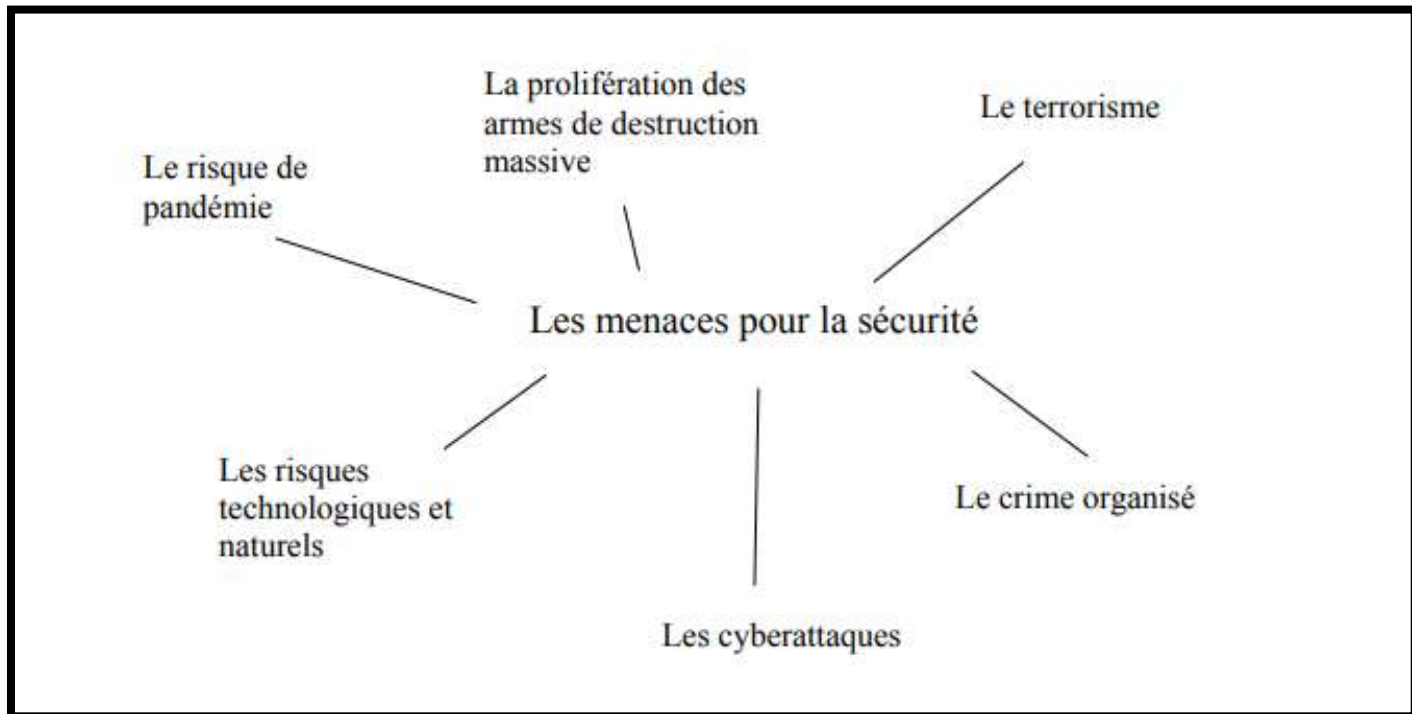 La prolifération des
armes de destruction
massive
Le terrorisme
Le risque de
pandémie
Les menaces pour la sécurité
Les risques
technologiques et
naturels
Le crime organisé
Les cyberattaques